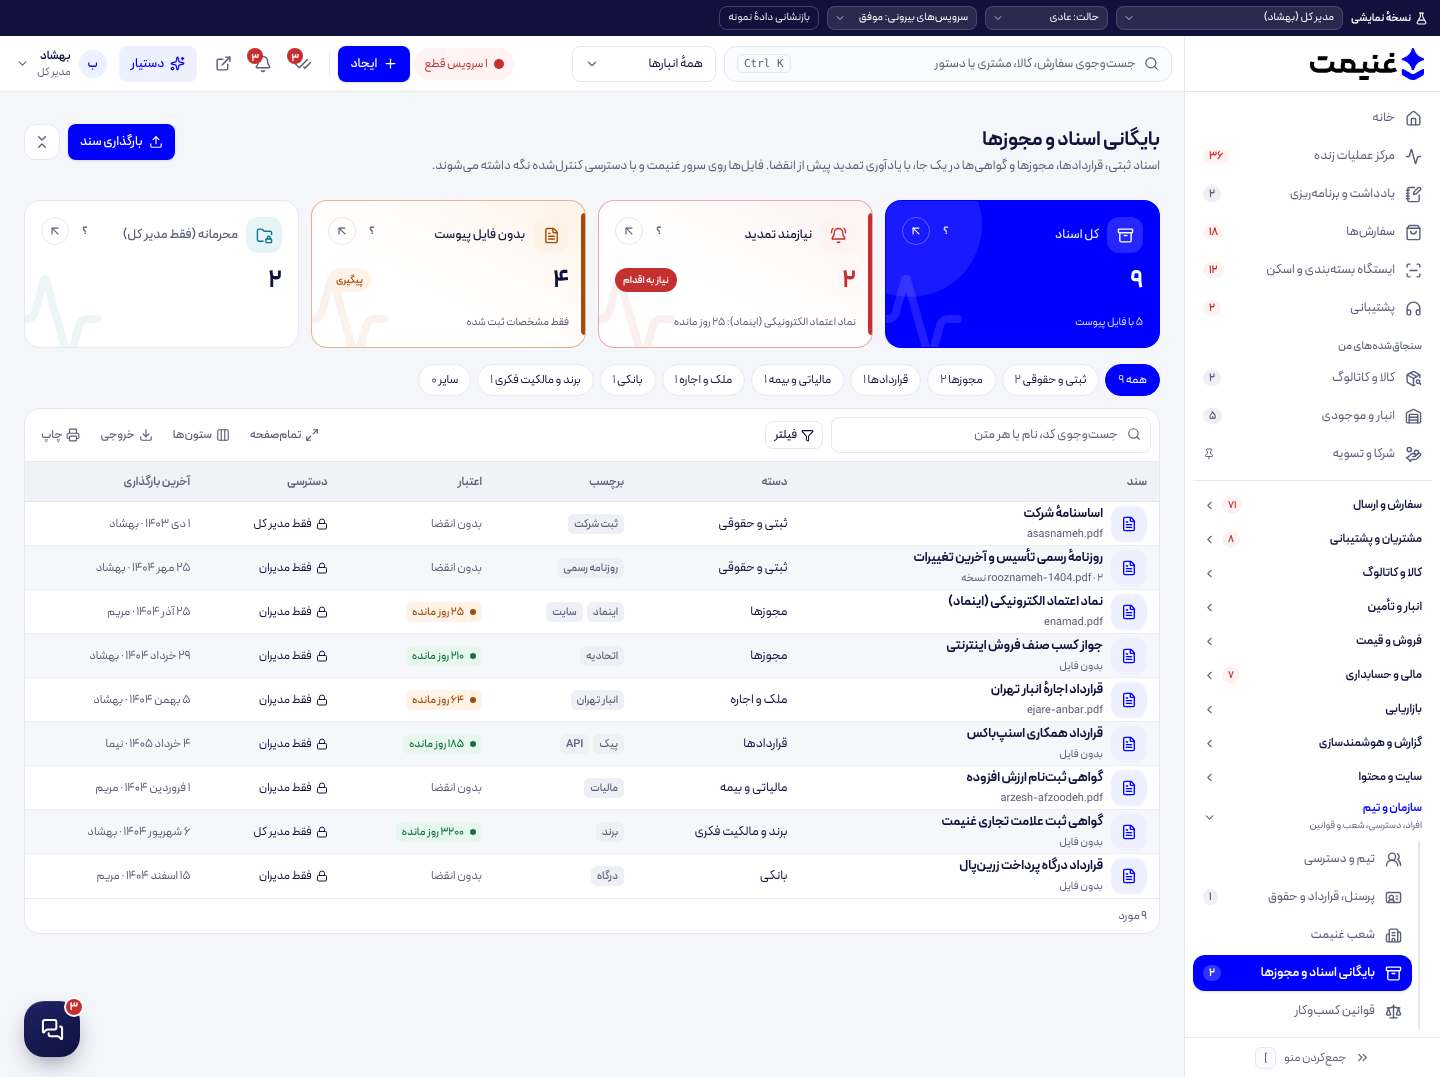 نسخهٔ نمایشی
مدیر کل (بهشاد)
حالت: عادی
سرویس‌های بیرونی: موفق
بازنشانی دادهٔ نمونه
غنیمت
جست‌وجوی سفارش، کالا، مشتری یا دستور
Ctrl K
همهٔ انبارها
۱ سرویس قطع
ایجاد
۳
۳
دستیار
ب
بهشاد
مدیر کل
خانه
مرکز عملیات زنده ۳۶
یادداشت و برنامه‌ریزی ۲
سفارش‌ها ۱۸
ایستگاه بسته‌بندی و اسکن ۱۲
پشتیبانی ۲
سنجاق‌شده‌های من
کالا و کاتالوگ ۲
انبار و موجودی ۵
شرکا و تسویه
سفارش و ارسال ۷۱
مشتریان و پشتیبانی ۸
کالا و کاتالوگ
انبار و تأمین
فروش و قیمت
مالی و حسابداری ۷
بازاریابی
گزارش و هوشمندسازی
سایت و محتوا
سازمان و تیم
افراد، دسترسی، شعب و قوانین
تیم و دسترسی
پرسنل، قرارداد و حقوق ۱
شعب غنیمت
بایگانی اسناد و مجوزها ۲
قوانین کسب‌وکار
جمع‌کردن منو [
بایگانی اسناد و مجوزها
اسناد ثبتی، قراردادها، مجوزها و گواهی‌ها در یک جا، با یادآوری تمدید پیش از انقضا. فایل‌ها روی سرور غنیمت و با دسترسی کنترل‌شده نگه داشته می‌شوند.
بارگذاری سند
کل اسناد ؟
۹
۵ با فایل پیوست
نیازمند تمدید ؟
۲ نیاز به اقدام
نماد اعتماد الکترونیکی (اینماد): ۲۵ روز مانده
بدون فایل پیوست ؟
۴ پیگیری
فقط مشخصات ثبت شده
محرمانه (فقط مدیر کل) ؟
۲
همه ۹
ثبتی و حقوقی ۲
مجوزها ۲
قراردادها ۱
مالیاتی و بیمه ۱
ملک و اجاره ۱
بانکی ۱
برند و مالکیت فکری ۱
سایر ۰
جست‌وجوی کد، نام یا هر متن
فیلتر
تمام‌صفحه
ستون‌ها
خروجی
چاپ
سند دسته برچسب اعتبار دسترسی آخرین بارگذاری
اساسنامهٔ شرکت ثبتی و حقوقی ثبت شرکت بدون انقضا فقط مدیر کل ۱ دی ۱۴۰۳ · بهشاد
asasnameh.pdf
روزنامهٔ رسمی تأسیس و آخرین تغییرات ثبتی و حقوقی روزنامه رسمی بدون انقضا فقط مدیران ۲۵ مهر ۱۴۰۴ · بهشاد
rooznameh-1404.pdf · ۲ نسخه
نماد اعتماد الکترونیکی (اینماد) مجوزها اینماد سایت ۲۵ روز مانده فقط مدیران ۲۵ آذر ۱۴۰۴ · مریم
enamad.pdf
جواز کسب صنف فروش اینترنتی مجوزها اتحادیه ۲۱۰ روز مانده فقط مدیران ۲۹ خرداد ۱۴۰۴ · بهشاد
بدون فایل
قرارداد اجارهٔ انبار تهران ملک و اجاره انبار تهران ۶۴ روز مانده فقط مدیران ۵ بهمن ۱۴۰۴ · بهشاد
ejare-anbar.pdf
قرارداد همکاری اسنپ‌باکس قراردادها پیک API ۱۸۵ روز مانده فقط مدیران ۴ خرداد ۱۴۰۵ · نیما
بدون فایل
گواهی ثبت‌نام ارزش افزوده مالیاتی و بیمه مالیات بدون انقضا فقط مدیران ۱ فروردین ۱۴۰۴ · مریم
arzesh-afzoodeh.pdf
گواهی ثبت علامت تجاری غنیمت برند و مالکیت فکری برند ۳۲۰۰ روز مانده فقط مدیر کل ۶ شهریور ۱۴۰۴ · بهشاد
بدون فایل
قرارداد درگاه پرداخت زرین‌پال بانکی درگاه بدون انقضا فقط مدیران ۱۵ اسفند ۱۴۰۴ · مریم
بدون فایل
۹ مورد
۳